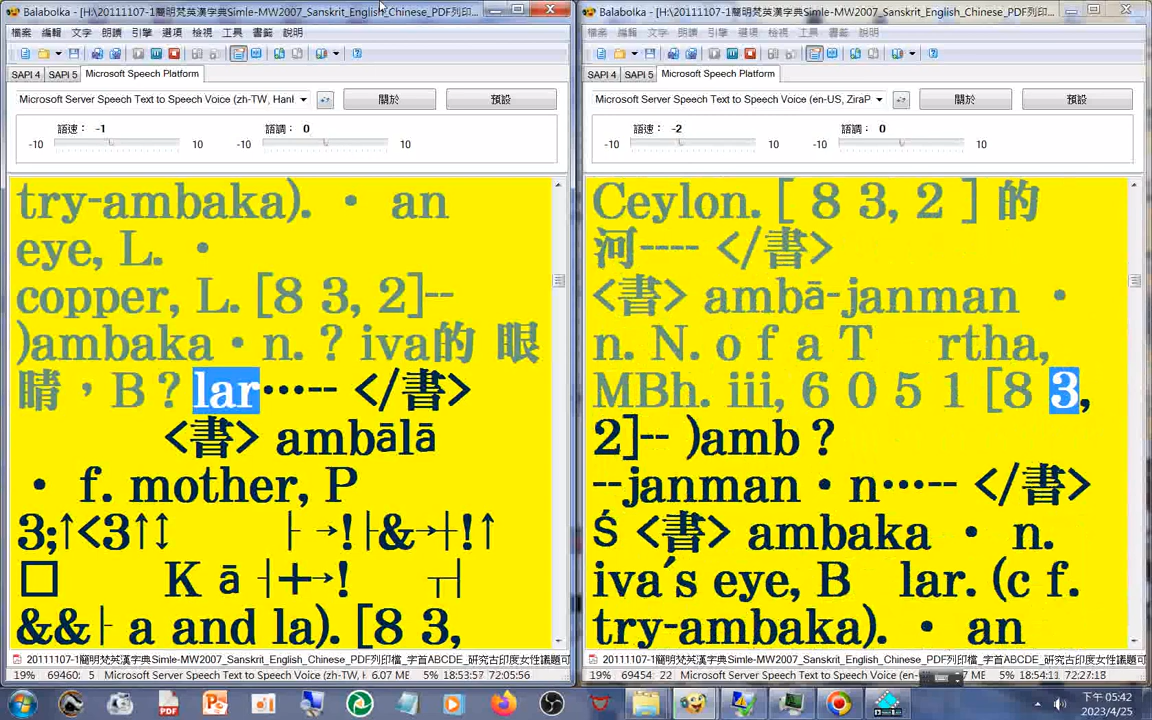 Balabolka - [H:\20111107-1簡明梵英漢字典Simle-MW2007_Sanskrit_English_Chinese_PDF列印...
檔案 編輯 文字 朗讀 引擎 選項 檢視 工具 書籤 說明
SAPI 4 SAPI 5 Microsoft Speech Platform
Microsoft Server Speech Text to Speech Voice (zh-TW, HanI
關於 預設
語速： -1 語調： 0
-10 10 -10 10
try-ambaka). • an
eye, L. •
copper, L. [8 3, 2]--
)ambaka•n. ? iva的 眼
睛，B ? lar…-- </書>
<書> ambālā
• f. mother, P
3;↑<3↑↕ ├ →!├&→┼!↑
□ K ā ┤+→! ┬┤
&&├ a and la). [8 3,
20111107-1簡明梵英漢字典Simle-MW2007_Sanskrit_English_Chinese_PDF列印檔_字首ABCDE_研究古印度女性議題可
19% 69460: 5 Microsoft Server Speech Text to Speech Voice (zh-TW, 6.07 MB 5% 18:53:57 72:05:56
Balabolka - [H:\20111107-1簡明梵英漢字典Simle-MW2007_Sanskrit_English_Chinese_PDF列印...
檔案 編輯 文字 朗讀 引擎 選項 檢視 工具 書籤 說明
SAPI 4 SAPI 5 Microsoft Speech Platform
Microsoft Server Speech Text to Speech Voice (en-US, ZiraP
關於 預設
語速： -2 語調： 0
-10 10 -10 10
Ceylon. [ 8 3, 2 ] 的
河---- </書>
<書> ambā-janman •
n. N. o f a T rtha,
MBh. iii, 6 0 5 1 [8 3,
2]-- )amb ?
--janman•n…-- </書>
Ś <書> ambaka • n.
iva´s eye, B lar. (c f.
try-ambaka). • an
20111107-1簡明梵英漢字典Simle-MW2007_Sanskrit_English_Chinese_PDF列印檔_字首ABCDE_研究古印度女性議題可
19% 69454: 22 Microsoft Server Speech Text to Speech Voice 5% 18:54:11 72:27:18
下午 05:42
2023/4/25